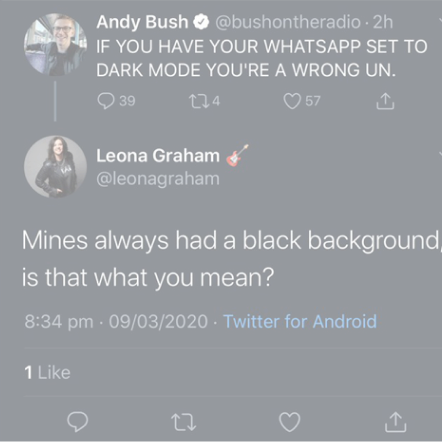 Andy Bush @bushontheradio · 2h
IF YOU HAVE YOUR WHATSAPP SET TO
DARK MODE YOU'RE A WRONG UN.
39 4 57
Leona Graham 🎸
@leonagraham
Mines always had a black background,
is that what you mean?
8:34 pm · 09/03/2020 · Twitter for Android
1 Like